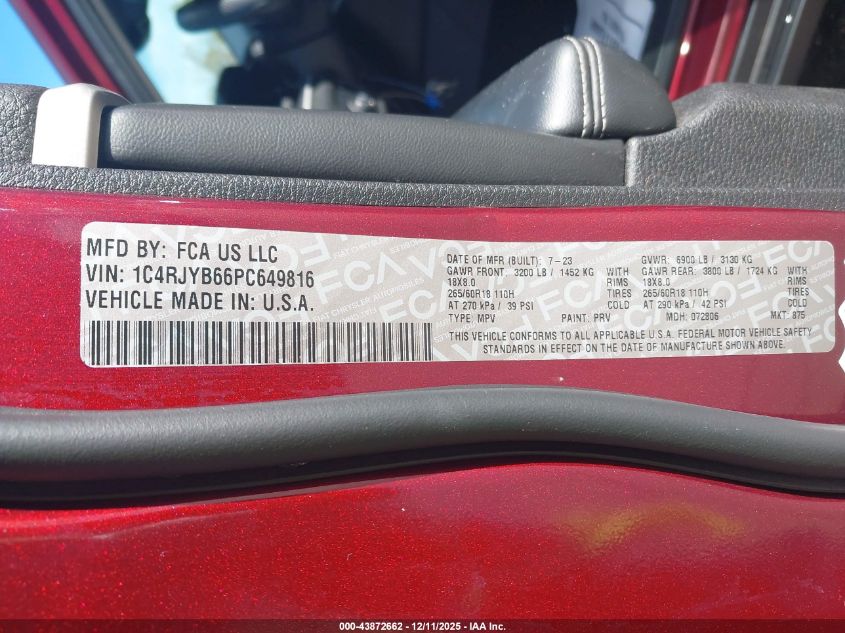 MFD BY: FCA US LLC
VIN: 1C4RJYB66PC649816
VEHICLE MADE IN: U.S.A.
DATE OF MFR (BUILT): 7-23 GVWR: 6900 LB / 3130 KG
GAWR FRONT: 3200 LB / 1452 KG GAWR REAR: 3800 LB / 1724 KG
18X8.0 RIMS 18X8.0 RIMS
265/60R18 110H TIRES 265/60R18 110H TIRES
AT 270 kPa / 39 PSI COLD AT 290 kPa / 42 PSI COLD
TYPE: MPV PAINT: PRV MDH: 072806 MKT: 875
THIS VEHICLE CONFORMS TO ALL APPLICABLE U.S.A. FEDERAL MOTOR VEHICLE SAFETY
STANDARDS IN EFFECT ON THE DATE OF MANUFACTURE SHOWN ABOVE.
000-43872662 - 12/11/2025 - IAA Inc.